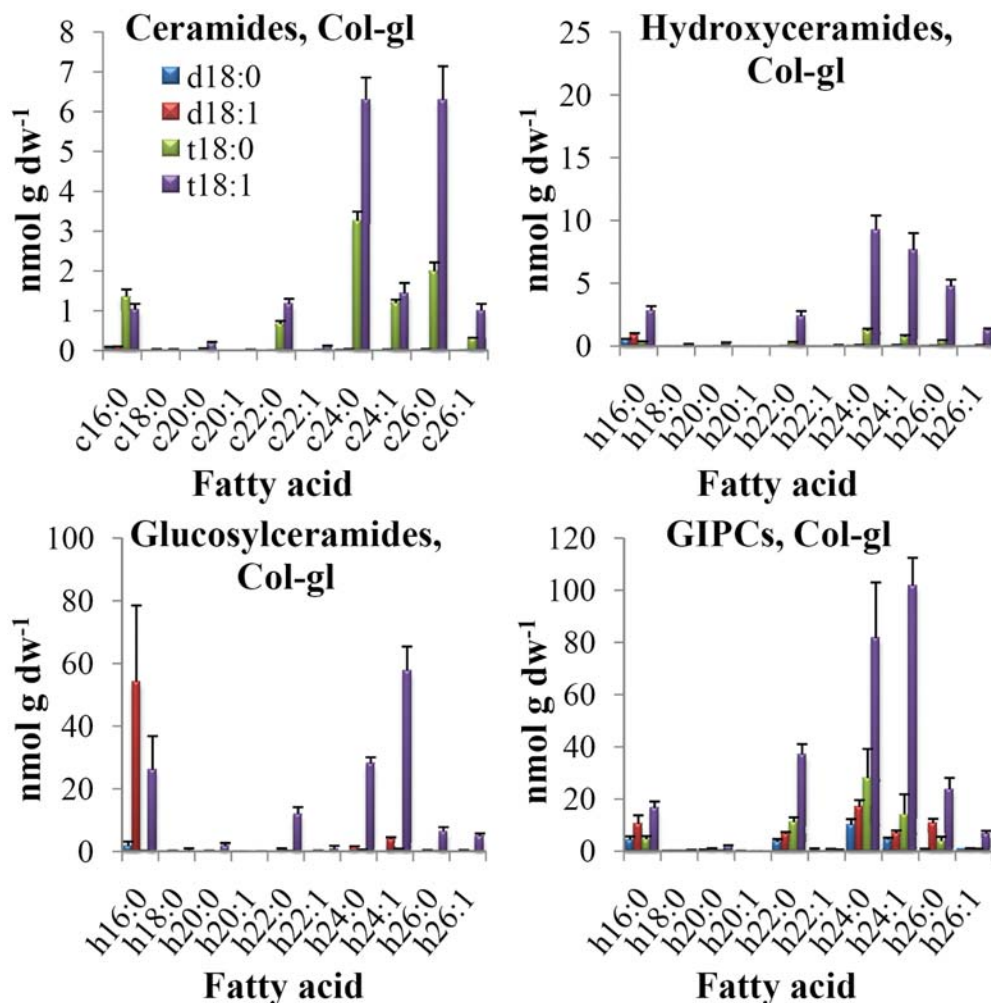 Ceramides, Col-gl
8
7
6
5
4
3
2
1
0
nmol g dw-1
d18:0
d18:1
t18:0
t18:1
c16:0
c18:0
c20:0
c20:1
c22:0
c22:1
c24:0
c24:1
c26:0
c26:1
Fatty acid
Hydroxyceramides,
Col-gl
25
20
15
10
5
0
nmol g dw-1
h16:0
h18:0
h20:0
h20:1
h22:0
h22:1
h24:0
h24:1
h26:0
h26:1
Fatty acid
Glucosylceramides,
Col-gl
100
80
60
40
20
0
nmol g dw-1
h16:0
h18:0
h20:0
h20:1
h22:0
h22:1
h24:0
h24:1
h26:0
h26:1
Fatty acid
GIPCs, Col-gl
120
100
80
60
40
20
0
nmol g dw-1
h16:0
h18:0
h20:0
h20:1
h22:0
h22:1
h24:0
h24:1
h26:0
h26:1
Fatty acid